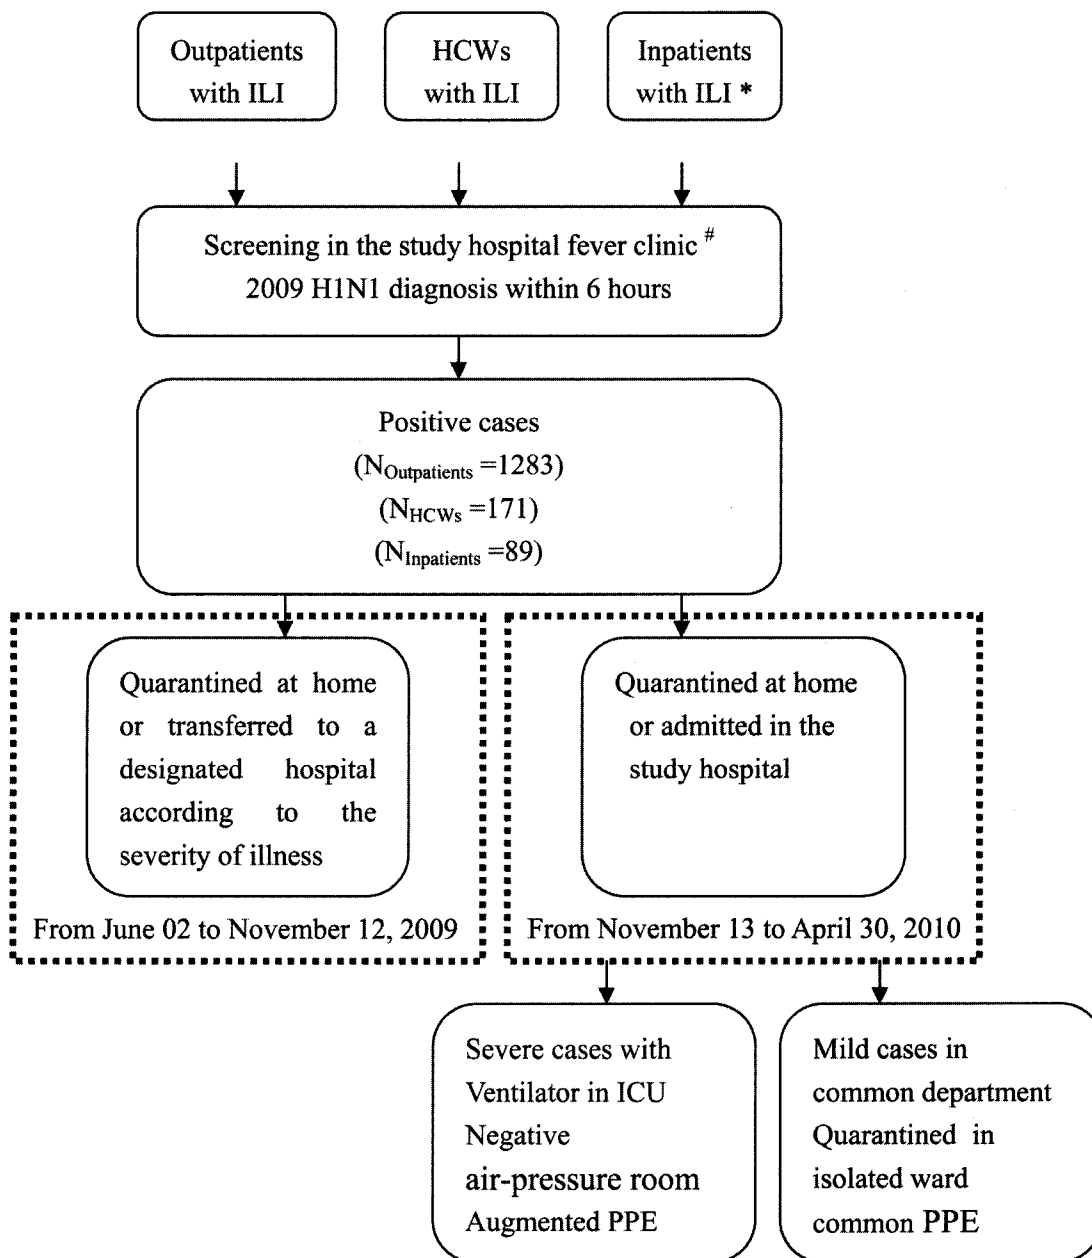 Outpatients
with ILI
HCWs
with ILI
Inpatients
with ILI *
Screening in the study hospital fever clinic #
2009 H1N1 diagnosis within 6 hours
Positive cases
(NOutpatients =1283)
(NHCWs =171)
(NInpatients =89)
Quarantined at home
or transferred to a
designated hospital
according to the
severity of illness
From June 02 to November 12, 2009
Quarantined at home
or admitted in the
study hospital
From November 13 to April 30, 2010
Severe cases with
Ventilator in ICU
Negative
air-pressure room
Augmented PPE
Mild cases in
common department
Quarantined in
isolated ward
common PPE